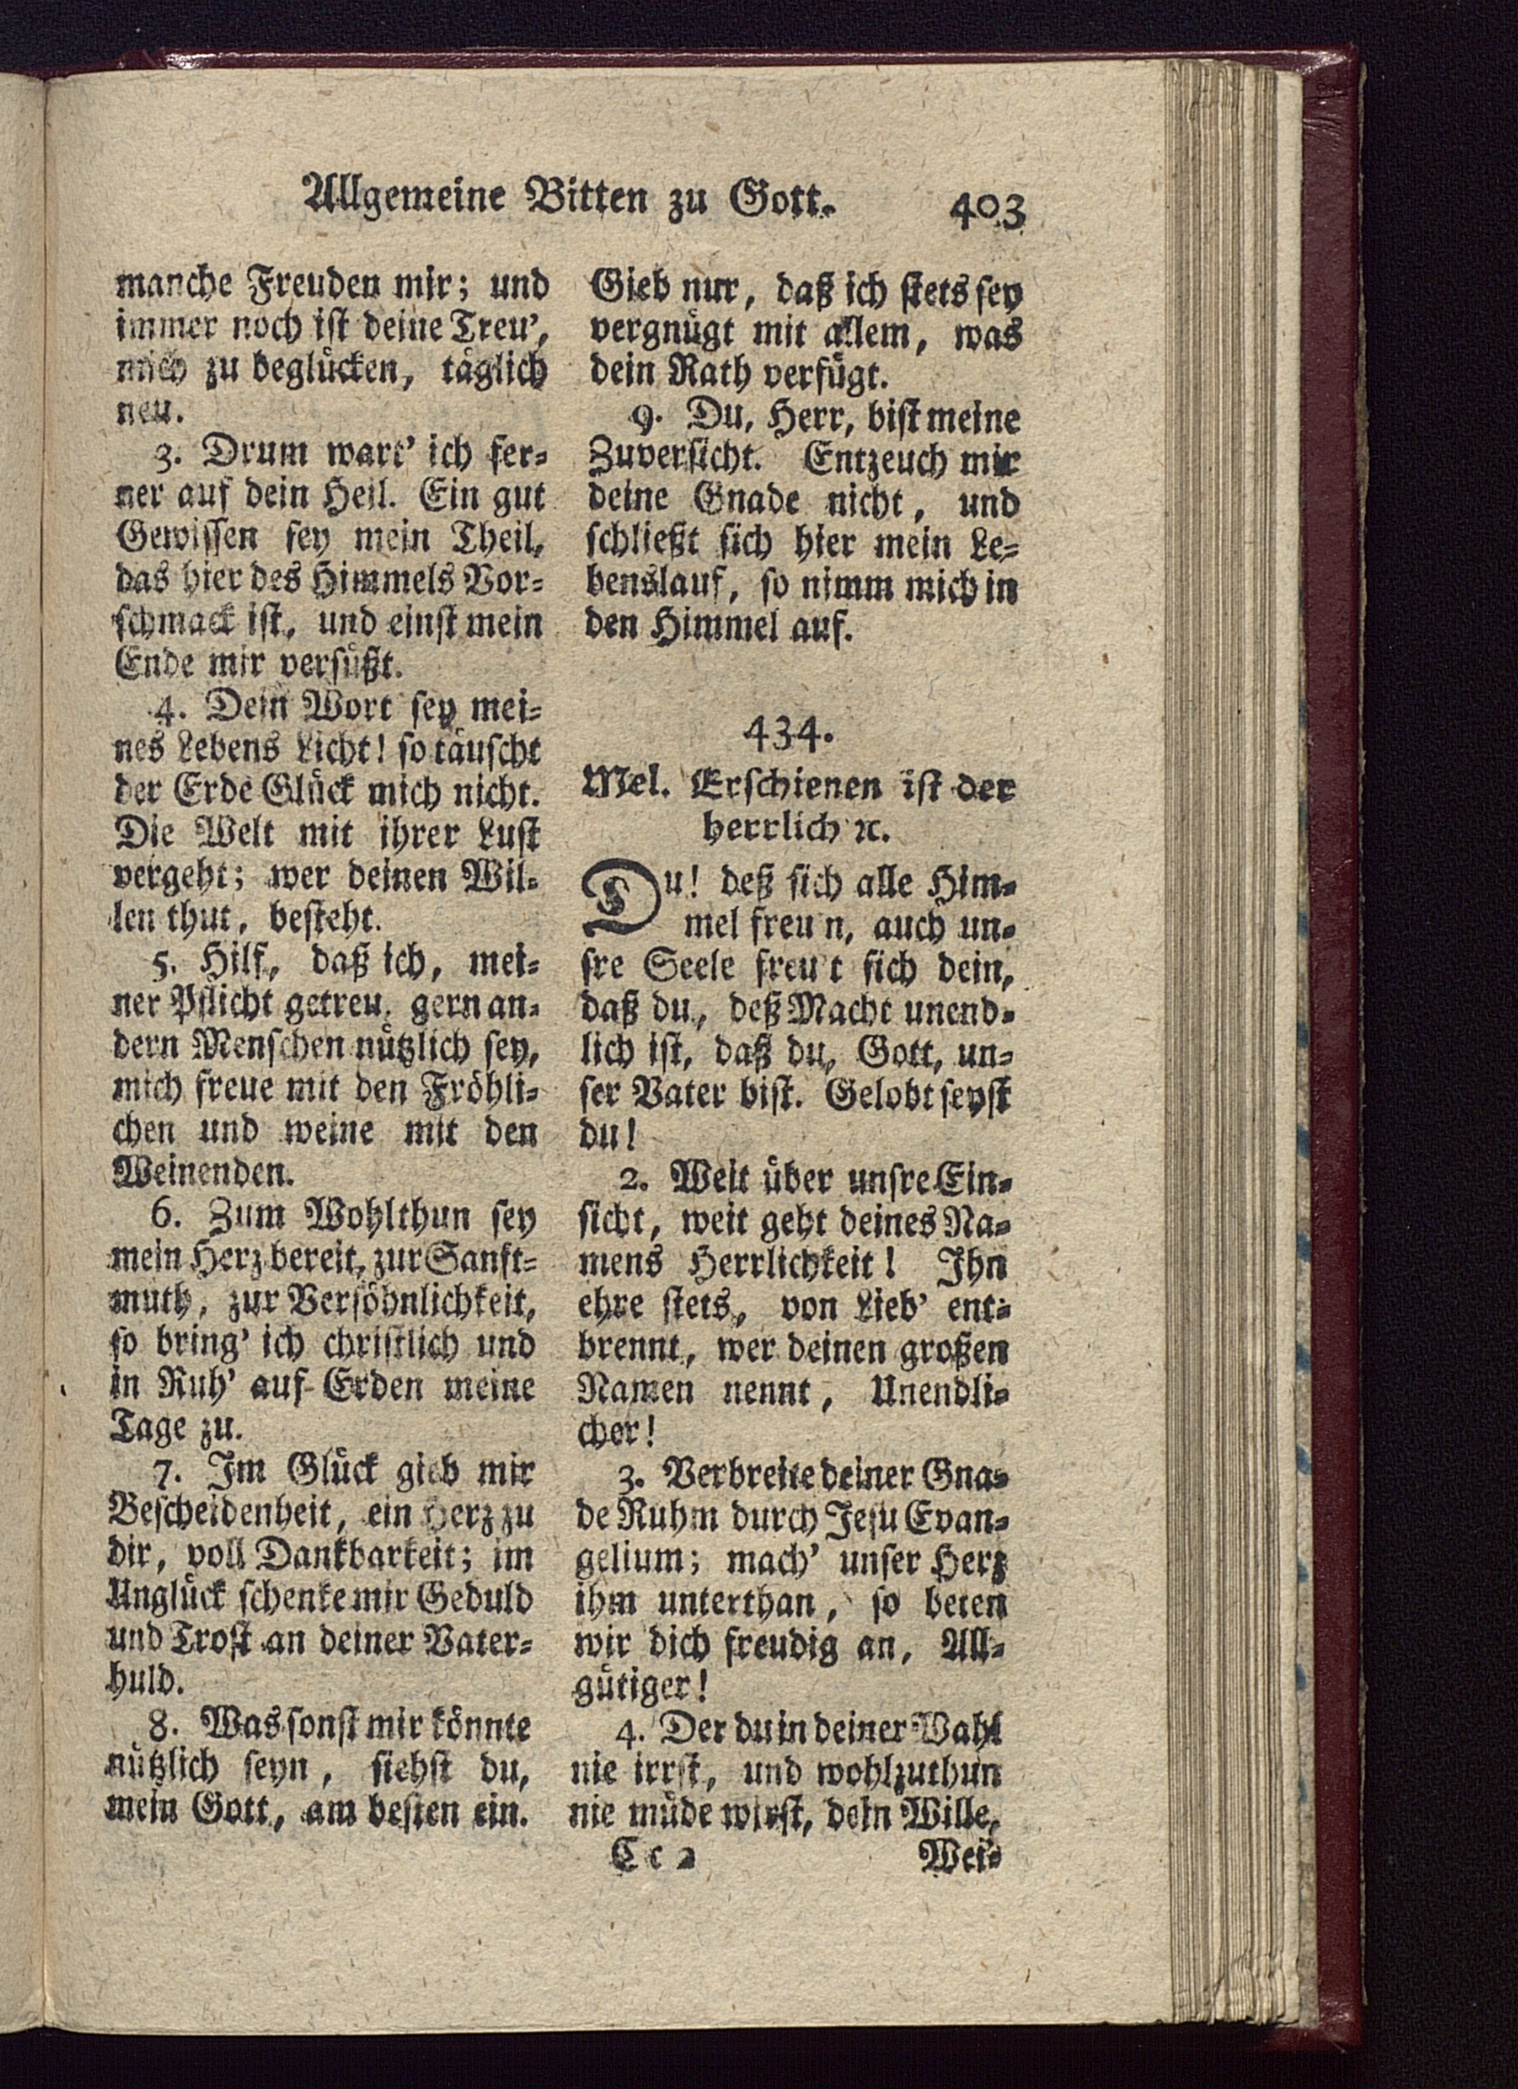 Allgemeine Bitten zu Gott. 403
manche Freuden mir; und
immer noch ist deine Treu',
mich zu beglücken, täglich
neu.
3. Drum wart' ich fer-
ner auf dein Heil. Ein gut
Gewissen sey mein Theil,
das hier des Himmels Vor-
schmack ist, und einst mein
Ende mir versüßt.
4. Dein Wort sey mei-
nes Lebens Licht! so täuscht
der Erde Glück mich nicht.
Die Welt mit ihrer Lust
vergeht; wer deinen Wil-
len thut, besteht.
5. Hilf, daß ich, mei-
ner Pflicht getreu, gern an-
dern Menschen nützlich sey,
mich freue mit den Fröhli-
chen und weine mit den
Weinenden.
6. Zum Wohlthun sey
mein Herz bereit, zur Sanft-
muth, zur Versöhnlichkeit,
so bring' ich christlich und
in Ruh' auf Erden meine
Tage zu.
7. Im Glück gieb mir
Bescheidenheit, ein Herz zu
dir, voll Dankbarkeit; im
Unglück schenke mir Geduld
und Trost an deiner Vater-
huld.
8. Was sonst mir könnte
nützlich seyn, siehst du,
mein Gott, am besten ein.
Gieb nur, daß ich stets sey
vergnügt mit allem, was
dein Rath verfügt.
9. Du, Herr, bist meine
Zuversicht. Entzeuch mir
deine Gnade nicht, und
schließt sich hier mein Le-
benslauf, so nimm mich in
den Himmel auf.
434.
Mel. Erschienen ist der
herrlich ꝛc.
Du! deß sich alle Him-
mel freu'n, auch un-
sre Seele freu't sich dein,
daß du, deß Macht unend-
lich ist, daß du, Gott, un-
ser Vater bist. Gelobt seyst
du!
2. Weit über unsre Ein-
sicht, weit geht deines Na-
mens Herrlichkeit! Ihn
ehre stets, von Lieb' ent-
brennt, wer deinen großen
Namen nennt, Unendli-
cher!
3. Verbreite deiner Gna-
de Ruhm durch Jesu Evan-
gelium; mach' unser Herz
ihm unterthan, so beten
wir dich freudig an, All-
gütiger!
4. Der du in deiner Wahl
nie irrst, und wohlzuthun
nie müde wirst, dein Wille,
Cc 2 Wei-